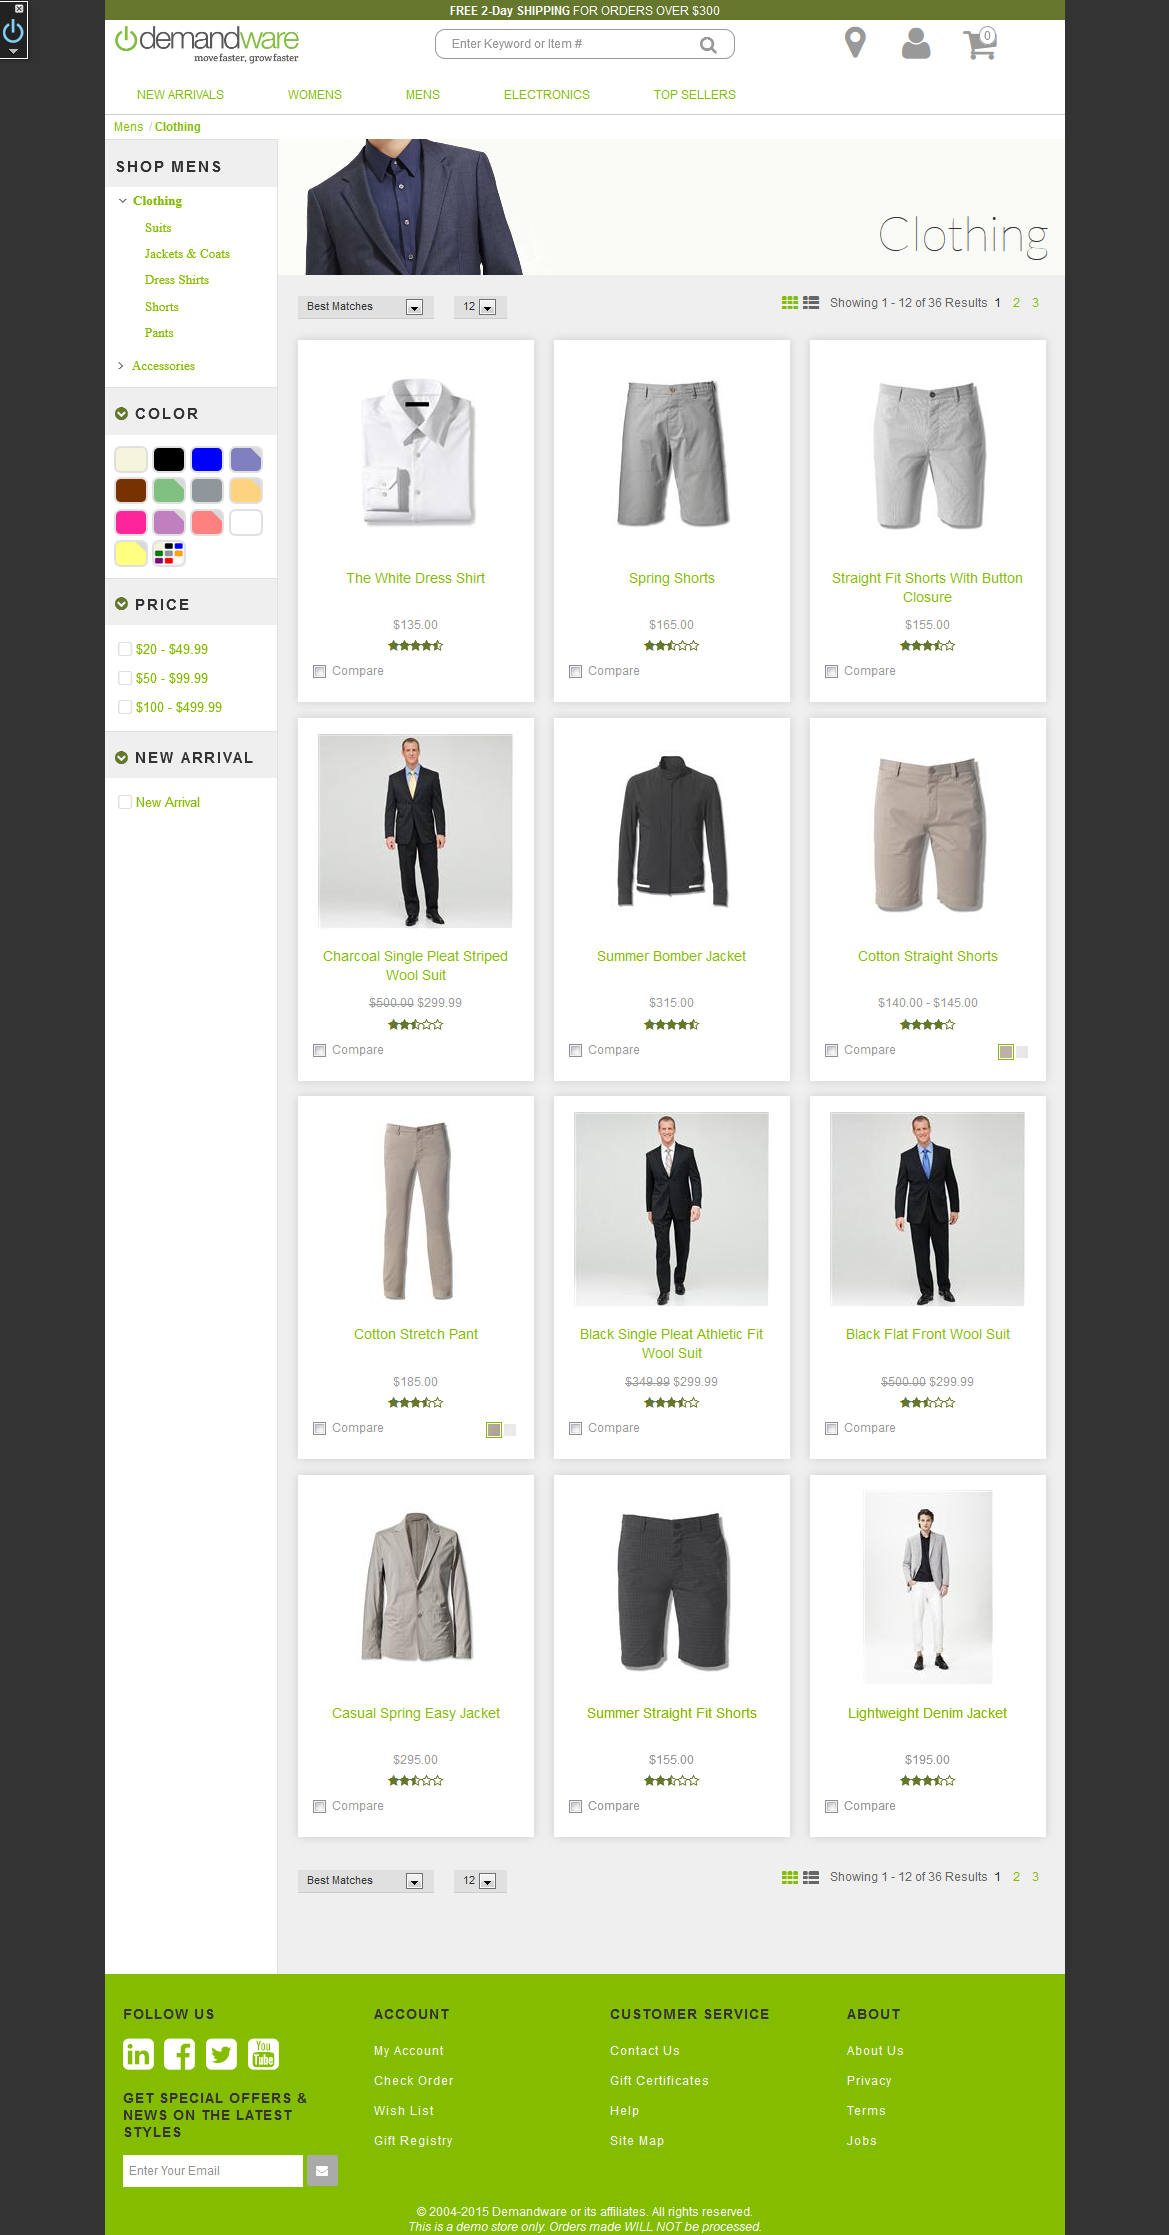 FREE 2-Day SHIPPING FOR ORDERS OVER $300
demandware
move faster, grow faster
Enter Keyword or Item #
0
NEW ARRIVALS WOMENS MENS ELECTRONICS TOP SELLERS
Mens / Clothing
SHOP MENS
Clothing
Suits
Jackets & Coats
Dress Shirts
Shorts
Pants
Accessories
COLOR
PRICE
$20 - $49.99
$50 - $99.99
$100 - $499.99
NEW ARRIVAL
New Arrival
Clothing
Best Matches 12 Showing 1 - 12 of 36 Results 1 2 3
The White Dress Shirt
$135.00
Compare
Spring Shorts
$165.00
Compare
Straight Fit Shorts With Button
Closure
$155.00
Compare
Charcoal Single Pleat Striped
Wool Suit
$500.00 $299.99
Compare
Summer Bomber Jacket
$315.00
Compare
Cotton Straight Shorts
$140.00 - $145.00
Compare
Cotton Stretch Pant
$185.00
Compare
Black Single Pleat Athletic Fit
Wool Suit
$349.99 $299.99
Compare
Black Flat Front Wool Suit
$500.00 $299.99
Compare
Casual Spring Easy Jacket
$295.00
Compare
Summer Straight Fit Shorts
$155.00
Compare
Lightweight Denim Jacket
$195.00
Compare
Best Matches 12 Showing 1 - 12 of 36 Results 1 2 3
FOLLOW US
in
You
Tube
GET SPECIAL OFFERS &
NEWS ON THE LATEST
STYLES
Enter Your Email
ACCOUNT
My Account
Check Order
Wish List
Gift Registry
CUSTOMER SERVICE
Contact Us
Gift Certificates
Help
Site Map
ABOUT
About Us
Privacy
Terms
Jobs
© 2004-2015 Demandware or its affiliates. All rights reserved.
This is a demo store only. Orders made WILL NOT be processed.